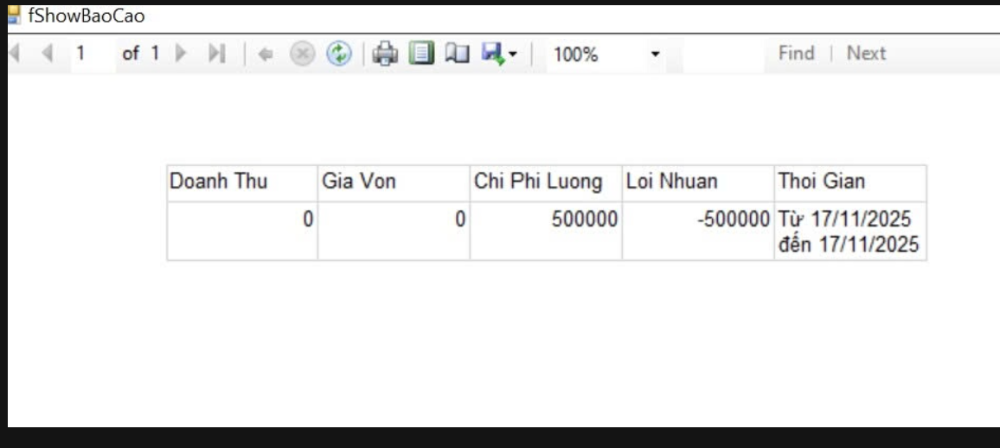 fShowBaoCao
1 of 1 100% Find | Next
Doanh Thu Gia Von Chi Phi Luong Loi Nhuan Thoi Gian
0 0 500000 -500000 Từ 17/11/2025
đến 17/11/2025